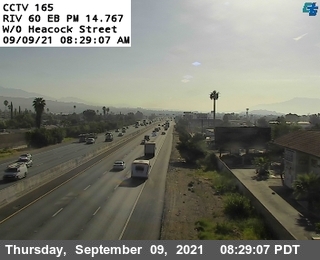 CCTV 165
RIV 60 EB PM 14.767
W/O Heacock Street
09/09/21 08:29:07 AM
Thursday, September 09, 2021 08:29:07 PDT